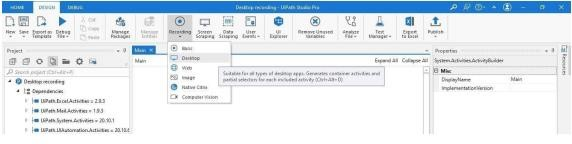 HOME DESIGN DEBUG
Desktop recording - UiPath Studio Pro
New Save Export as Template Debug File
Cut
Copy
Paste
Manage Packages
Manage Entities
Recording
Screen Scraping
Data Scraping
User Events
UI Explorer
Remove Unused Variables
Analyze File
Test Manager
Export to Excel
Publish
Project
Main
Properties
Basic
Desktop
Web
Image
Native Citrix
Computer Vision
Main
Expand All Collapse All
System.Activities.ActivityBuilder
Search project (Ctrl+Alt+P)
Suitable for all types of desktop apps. Generates container activities and partial selectors for each included activity (Ctrl+Alt+D)
Misc
DisplayName Main
ImplementationVersion
Desktop recording
Dependencies
UiPath.Excel.Activities = 2.9.3
UiPath.Mail.Activities = 1.9.3
UiPath.System.Activities = 20.10.1
UiPath.UIAutomation.Activities = 20.10.6
Resources